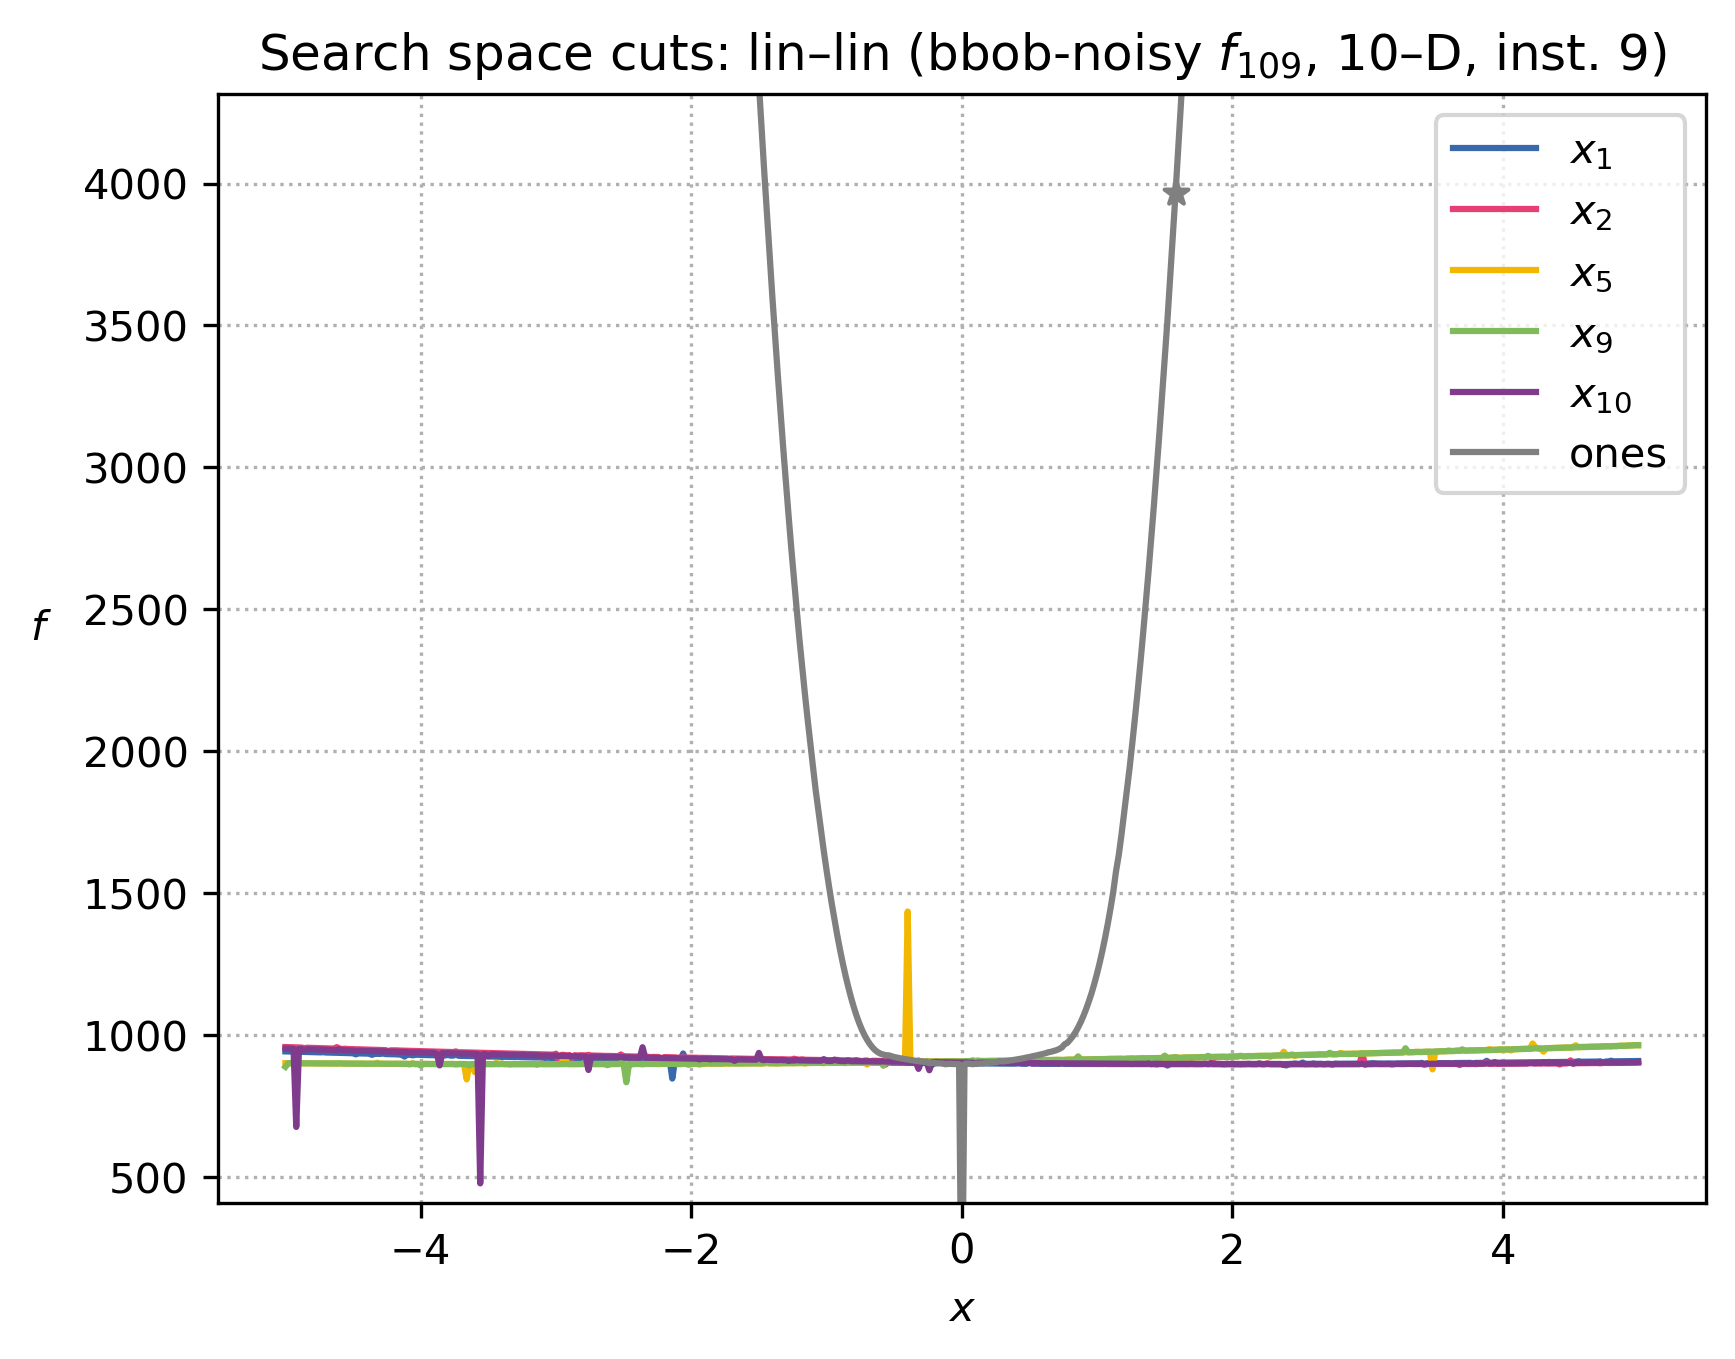 Search space cuts: lin–lin (bbob-noisy f₁₀₉, 10–D, inst. 9)
x₁
x₂
x₅
x₉
x₁₀
ones
4000
3500
3000
2500
2000
1500
1000
500
f
−4 −2 0 2 4
x